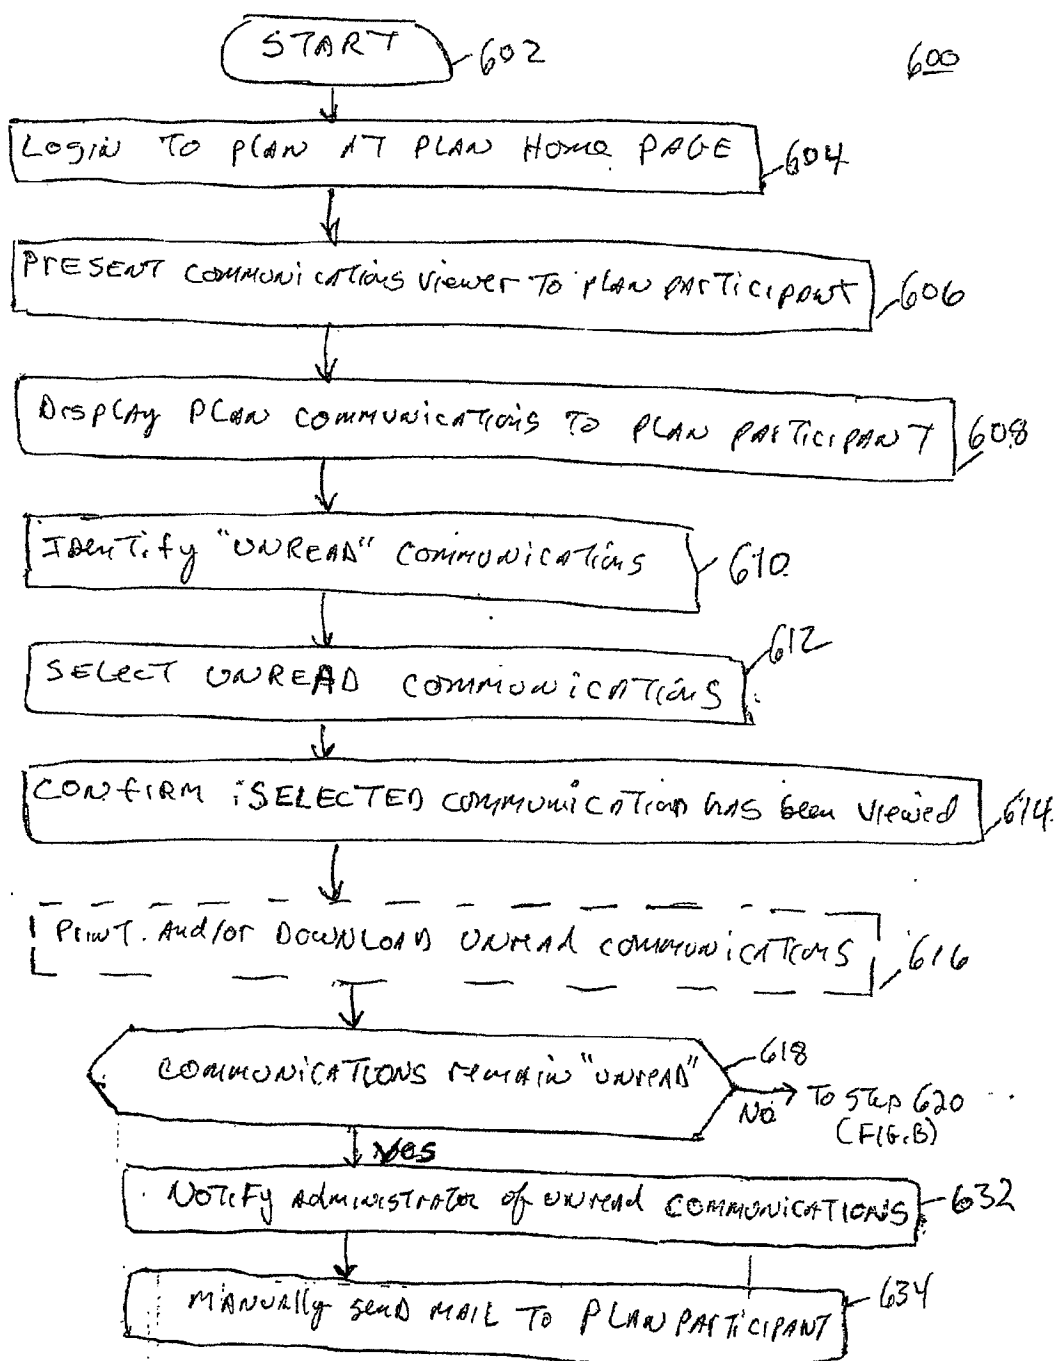 START
602
600
Login TO PLAN AT PLAN HOME PAGE
604
PRESENT COMMUNICATIONS Viewer To PLAN PARTICIPANT
606
Display PLAN COMMUNICATIONS TO PLAN PARTICIPANT
608
IDenTify "UNREAD" COMMUNICATIONS
610
SELECT UNREAD COMMUNICATIONS
612
CONFIRM SELECTED COMMUNICATION HAS been Viewed
614
PRINT And/or DOWNLOAD UNREAD COMMUNICATIONS
616
COMMUNICATIONS remain "UNREAD"
618
NO
To Step 620
(FIG.B)
Yes
NOTIFY Administrator of UNREAD COMMUNICATIONS
632
MANUAlly SEND MAIL TO PLAN PARTICIPANT
634